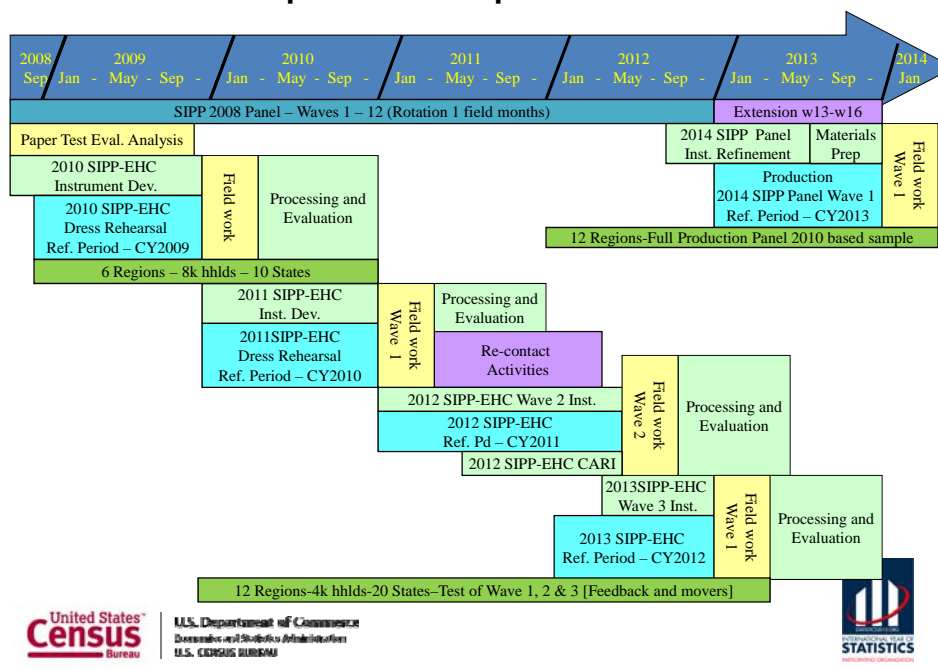 2008 2009 2010 2011 2012 2013 2014
Sep Jan - May - Sep - Jan - May - Sep - Jan - May - Sep - Jan - May - Sep - Jan - May - Sep - Jan
SIPP 2008 Panel – Waves 1 – 12 (Rotation 1 field months)
Extension w13-w16
Paper Test Eval. Analysis
2014 SIPP Panel
Inst. Refinement
Materials
Prep
Field work
Wave 1
2010 SIPP-EHC
Instrument Dev.
Field work
Processing and
Evaluation
2010 SIPP-EHC
Dress Rehearsal
Ref. Period – CY2009
Production
2014 SIPP Panel Wave 1
Ref. Period – CY2013
12 Regions-Full Production Panel 2010 based sample
6 Regions – 8k hhlds – 10 States
2011 SIPP-EHC
Inst. Dev.
Field work
Wave 1
Processing and
Evaluation
2011SIPP-EHC
Dress Rehearsal
Ref. Period – CY2010
Re-contact
Activities
2012 SIPP-EHC Wave 2 Inst.
Field work
Wave 2
Processing and
Evaluation
2012 SIPP-EHC
Ref. Pd – CY2011
2012 SIPP-EHC CARI
2013SIPP-EHC
Wave 3 Inst.
Field work
Wave 1
Processing and
Evaluation
2013 SIPP-EHC
Ref. Period – CY2012
12 Regions-4k hhlds-20 States–Test of Wave 1, 2 & 3 [Feedback and movers]
United States™
Census
Bureau
U.S. Department of Commerce
Economics and Statistics Administration
U.S. CENSUS BUREAU
INTERNATIONAL YEAR OF
STATISTICS
PARTICIPATING ORGANIZATION